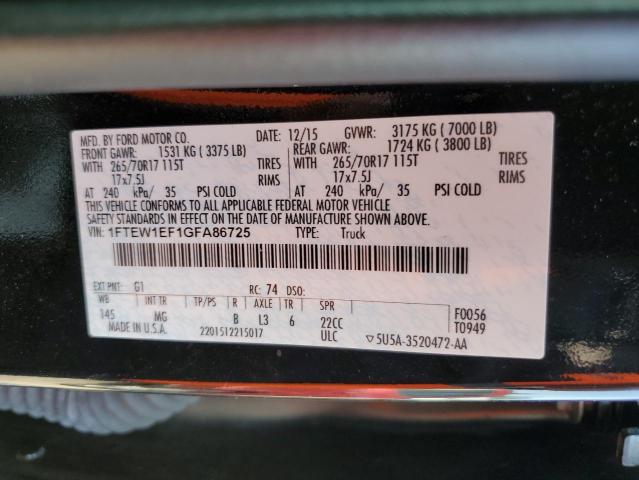 MFD. BY FORD MOTOR CO. DATE: 12/15 GVWR: 3175 KG ( 7000 LB)
FRONT GAWR: 1531 KG ( 3375 LB) REAR GAWR: 1724 KG ( 3800 LB)
WITH 265/70R17 115T TIRES WITH 265/70R17 115T TIRES
17x7.5J RIMS 17x7.5J RIMS
AT 240 kPa/ 35 PSI COLD AT 240 kPa/ 35 PSI COLD
THIS VEHICLE CONFORMS TO ALL APPLICABLE FEDERAL MOTOR VEHICLE
SAFETY STANDARDS IN EFFECT ON THE DATE OF MANUFACTURE SHOWN ABOVE.
VIN: 1FTEW1EF1GFA86725 TYPE: Truck
EXT PNT: G1 RC: 74 DSO:
WB INT TR TP/PS R AXLE TR SPR F0056
145 MG B L3 6 22CC T0949
MADE IN U.S.A. 2201512215017 ULC ▽5U5A-3520472-AA